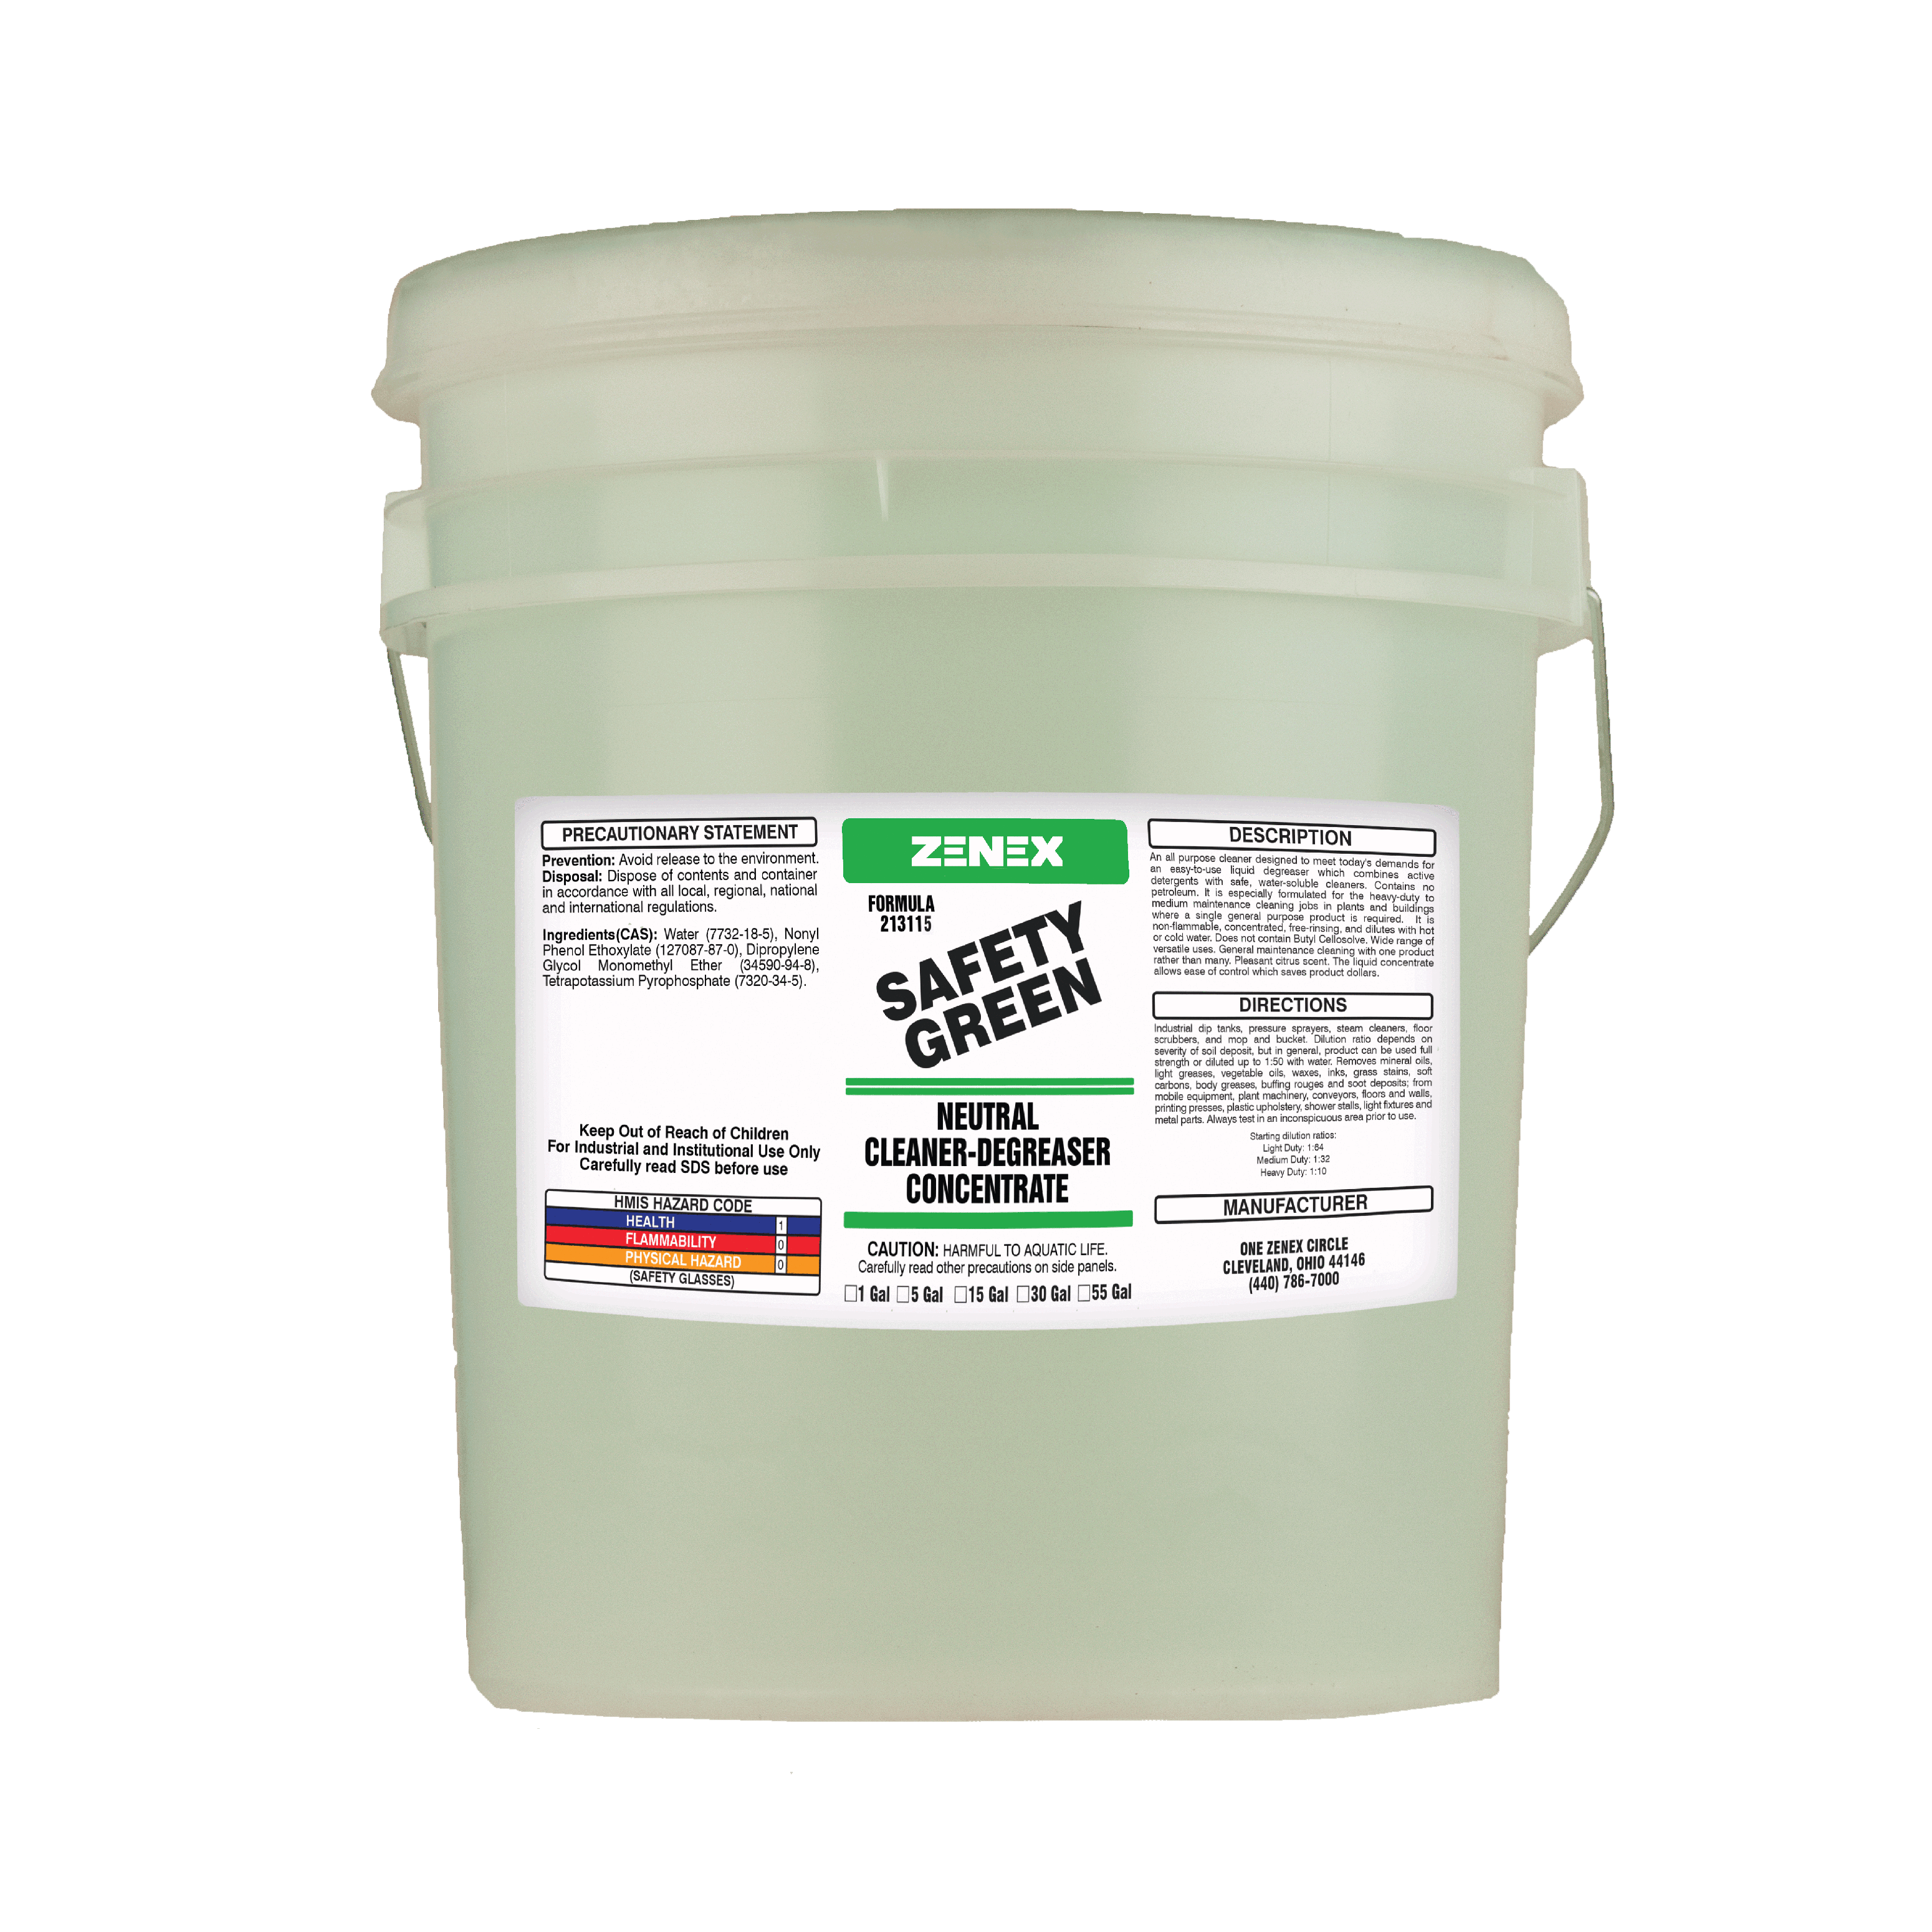 PRECAUTIONARY STATEMENT
Prevention: Avoid release to the environment.
Disposal: Dispose of contents and container
in accordance with all local, regional, national
and international regulations.
Ingredients(CAS): Water (7732-18-5), Nonyl
Phenol Ethoxylate (127087-87-0), Dipropylene
Glycol Monomethyl Ether (34590-94-8),
Tetrapotassium Pyrophosphate (7320-34-5).
Keep Out of Reach of Children
For Industrial and Institutional Use Only
Carefully read SDS before use
HMIS HAZARD CODE
HEALTH 1
FLAMMABILITY 0
PHYSICAL HAZARD 0
(SAFETY GLASSES)
ZENEX
FORMULA
213115
SAFETY
GREEN
NEUTRAL
CLEANER-DEGREASER
CONCENTRATE
CAUTION: HARMFUL TO AQUATIC LIFE.
Carefully read other precautions on side panels.
1 Gal 5 Gal 15 Gal 30 Gal 55 Gal
DESCRIPTION
An all purpose cleaner designed to meet today's demands for
an easy-to-use liquid degreaser which combines active
detergents with safe, water-soluble cleaners. Contains no
petroleum. It is especially formulated for the heavy-duty to
medium maintenance cleaning jobs in plants and buildings
where a single general purpose product is required. It is
non-flammable, concentrated, free-rinsing, and dilutes with hot
or cold water. Does not contain Butyl Cellosolve. Wide range of
versatile uses. General maintenance cleaning with one product
rather than many. Pleasant citrus scent. The liquid concentrate
allows ease of control which saves product dollars.
DIRECTIONS
Industrial dip tanks, pressure sprayers, steam cleaners, floor
scrubbers, and mop and bucket. Dilution ratio depends on
severity of soil deposit, but in general, product can be used full
strength or diluted up to 1:50 with water. Removes mineral oils,
light greases, vegetable oils, waxes, inks, grass stains, soft
carbons, body greases, buffing rouges and soot deposits; from
mobile equipment, plant machinery, conveyors, floors and walls,
printing presses, plastic upholstery, shower stalls, light fixtures and
metal parts. Always test in an inconspicuous area prior to use.
Starting dilution ratios:
Light Duty: 1:64
Medium Duty: 1:32
Heavy Duty: 1:10
MANUFACTURER
ONE ZENEX CIRCLE
CLEVELAND, OHIO 44146
(440) 786-7000